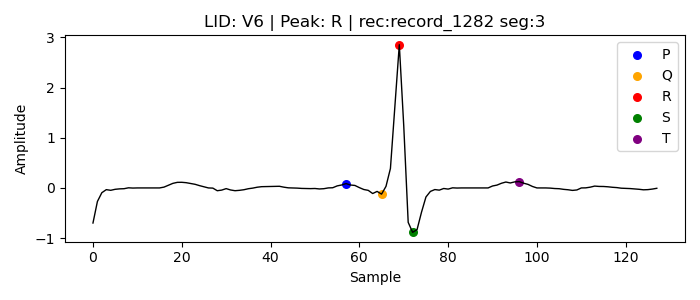 LID: V6 | Peak: R | rec:record_1282 seg:3
Amplitude
3
2
1
0
−1
P
Q
R
S
T
0
20
40
60
80
100
120
Sample